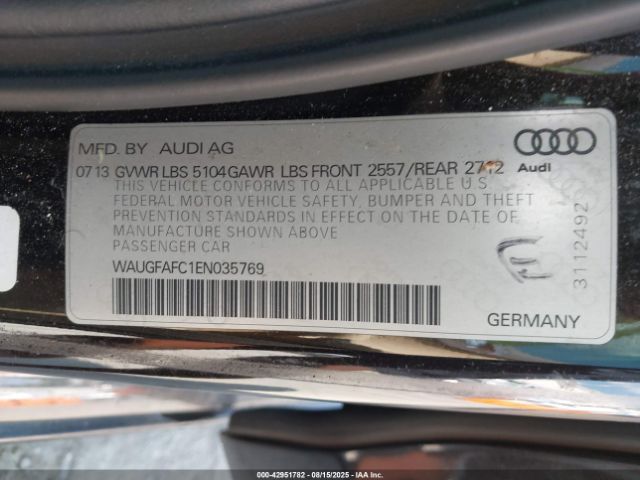 MFD. BY AUDI AG
Audi
0713 GVWR LBS 5104 GAWR LBS FRONT 2557/REAR 2712
THIS VEHICLE CONFORMS TO ALL APPLICABLE U.S
FEDERAL MOTOR VEHICLE SAFETY, BUMPER AND THEFT
PREVENTION STANDARDS IN EFFECT ON THE DATE OF
MANUFACTURE SHOWN ABOVE
PASSENGER CAR
WAUGFAFC1EN035769
3112492
GERMANY
000-42951782 - 08/15/2025 - IAAI.com